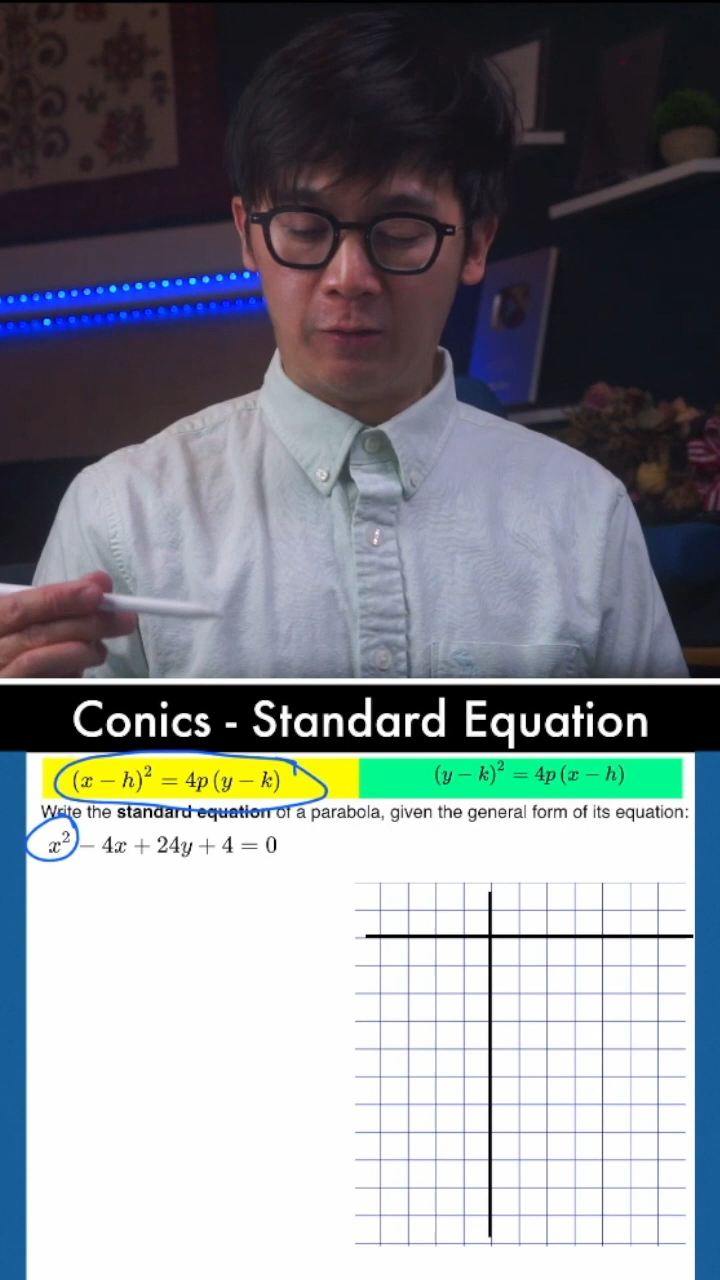 Conics - Standard Equation
(x − h)² = 4p (y − k)
(y − k)² = 4p (x − h)
Write the standard equation of a parabola, given the general form of its equation:
x² − 4x + 24y + 4 = 0